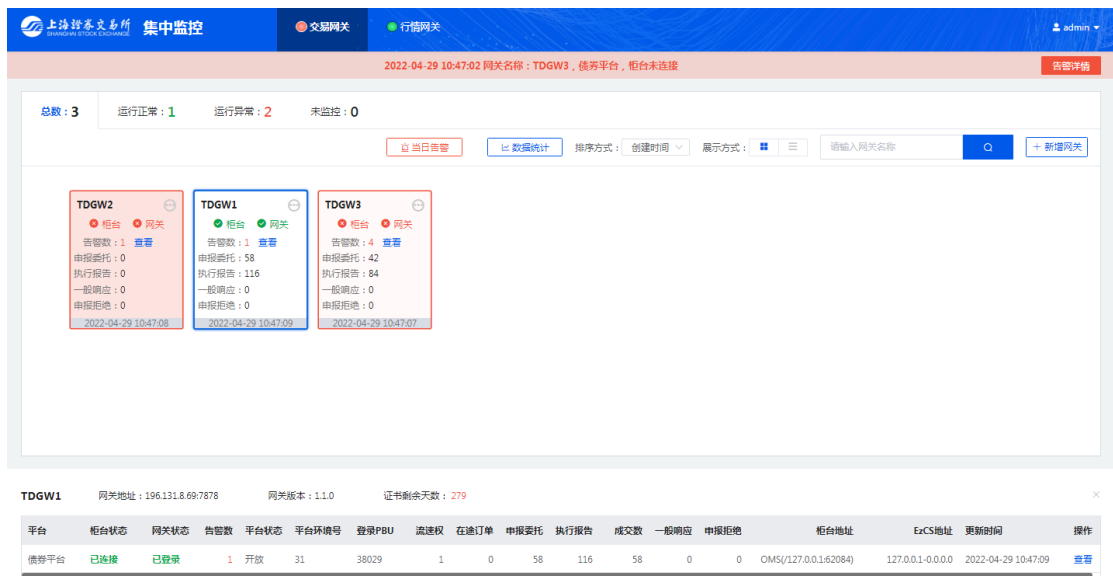 上海证券交易所 SHANGHAI STOCK EXCHANGE 集中监控 交易网关 行情网关 admin
2022-04-29 10:47:02 网关名称：TDGW3，债券平台，柜台未连接 告警详情
总数：3 运行正常：1 运行异常：2 未监控：0
当日告警 数据统计 排序方式： 创建时间 展示方式： 请输入网关名称 + 新增网关
TDGW2 TDGW1 TDGW3
柜台 网关 柜台 网关 柜台 网关
告警数：1 查看 告警数：1 查看 告警数：4 查看
申报委托：0 申报委托：58 申报委托：42
执行报告：0 执行报告：116 执行报告：84
一般响应：0 一般响应：0 一般响应：0
申报拒绝：0 申报拒绝：0 申报拒绝：0
2022-04-29 10:47:08 2022-04-29 10:47:09 2022-04-29 10:47:07
TDGW1 网关地址：196.131.8.69:7878 网关版本：1.1.0 证书剩余天数：279
平台 柜台状态 网关状态 告警数 平台状态 平台环境号 登录PBU 流速权 在途订单 申报委托 执行报告 成交数 一般响应 申报拒绝 柜台地址 EzCS地址 更新时间 操作
债券平台 已连接 已登录 1 开放 31 38029 1 0 58 116 58 0 0 OMS(/127.0.0.1:62084) 127.0.0.1-0.0.0.0 2022-04-29 10:47:09 查看